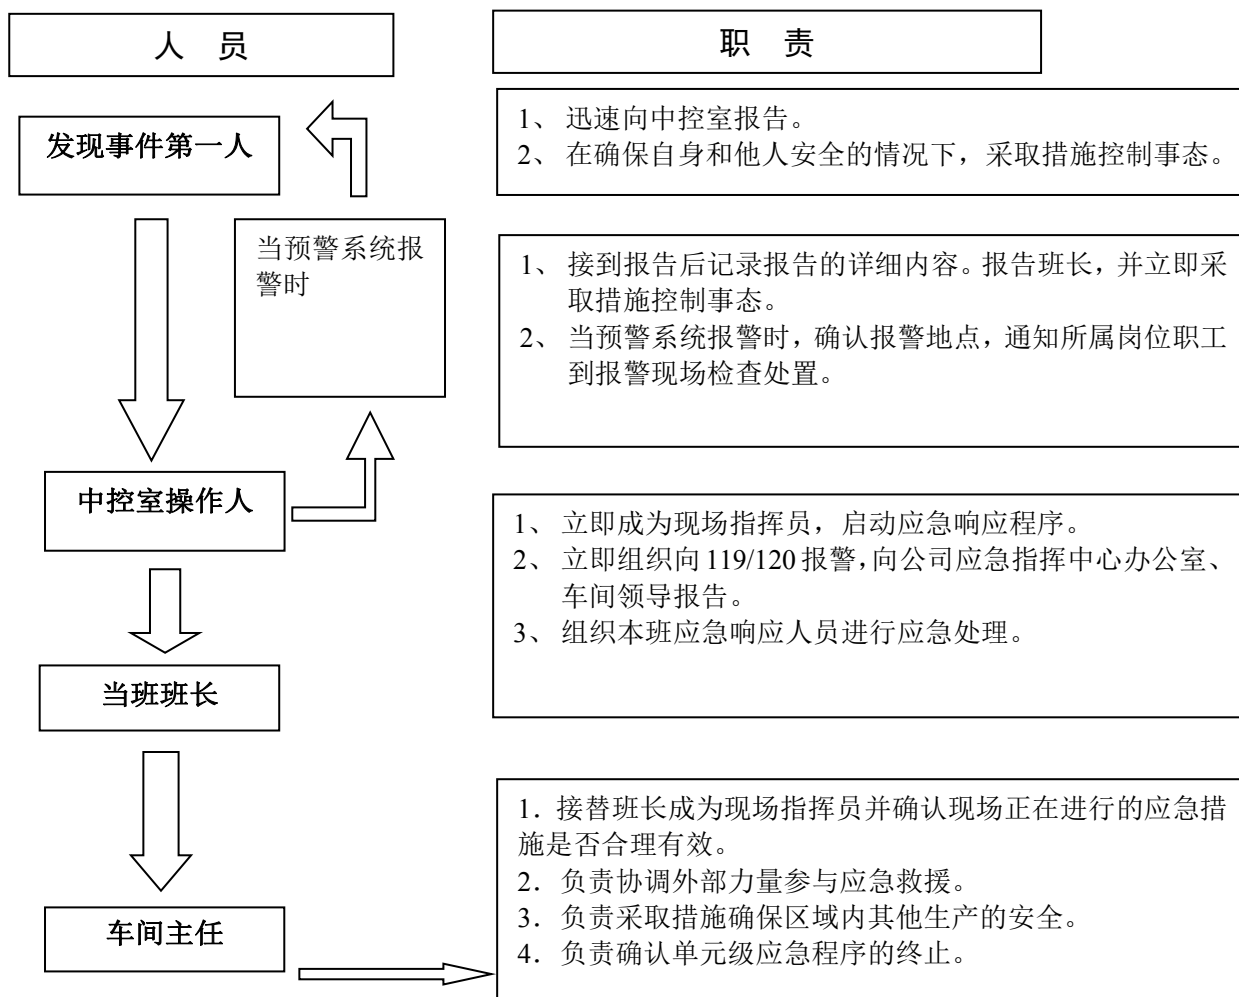 人 员
职 责
发现事件第一人
1、 迅速向中控室报告。
2、 在确保自身和他人安全的情况下，采取措施控制事态。
当预警系统报
警时
1、 接到报告后记录报告的详细内容。报告班长，并立即采
取措施控制事态。
2、 当预警系统报警时，确认报警地点，通知所属岗位职工
到报警现场检查处置。
中控室操作人
1、 立即成为现场指挥员，启动应急响应程序。
2、 立即组织向 119/120 报警，向公司应急指挥中心办公室、
车间领导报告。
3、 组织本班应急响应人员进行应急处理。
当班班长
1．接替班长成为现场指挥员并确认现场正在进行的应急措
施是否合理有效。
2．负责协调外部力量参与应急救援。
3．负责采取措施确保区域内其他生产的安全。
4．负责确认单元级应急程序的终止。
车间主任